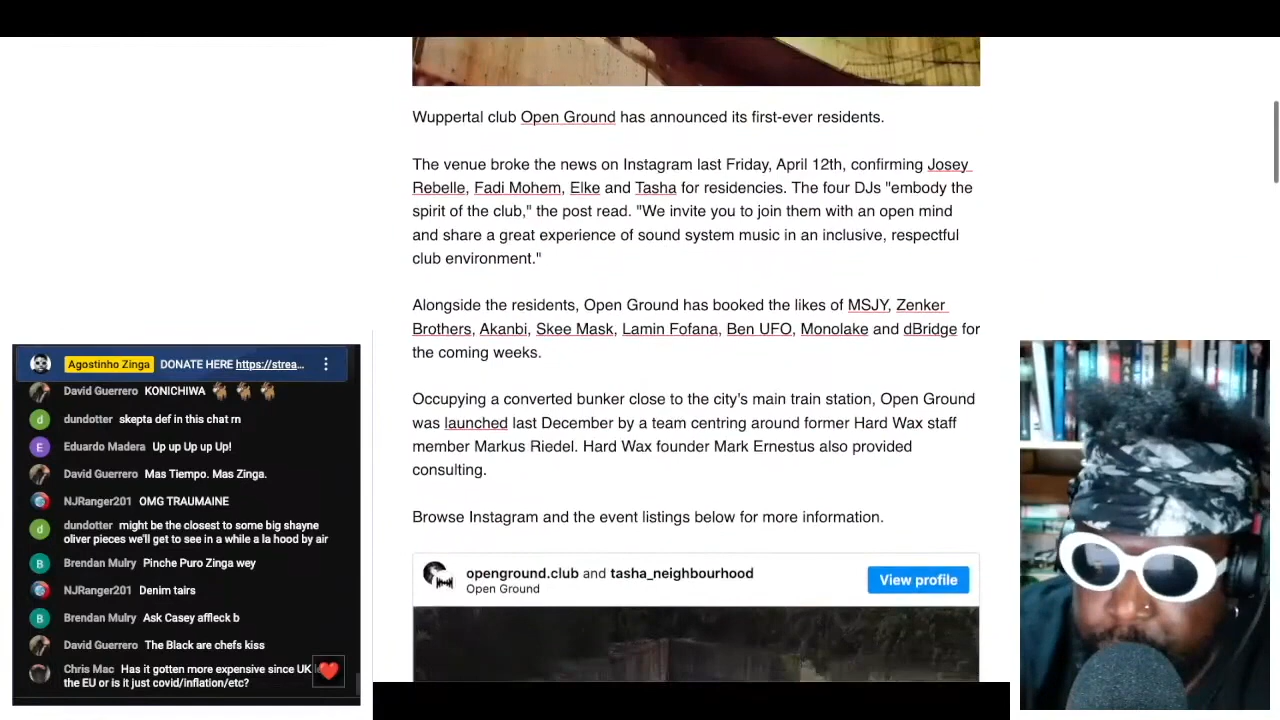 Wuppertal club Open Ground has announced its first-ever residents.
The venue broke the news on Instagram last Friday, April 12th, confirming Josey
Rebelle, Fadi Mohem, Elke and Tasha for residencies. The four DJs "embody the
spirit of the club," the post read. "We invite you to join them with an open mind
and share a great experience of sound system music in an inclusive, respectful
club environment."
Alongside the residents, Open Ground has booked the likes of MSJY, Zenker
Brothers, Akanbi, Skee Mask, Lamin Fofana, Ben UFO, Monolake and dBridge for
the coming weeks.
Occupying a converted bunker close to the city's main train station, Open Ground
was launched last December by a team centring around former Hard Wax staff
member Markus Riedel. Hard Wax founder Mark Ernestus also provided
consulting.
Browse Instagram and the event listings below for more information.
openground.club and tasha_neighbourhood
Open Ground
View profile
Agostinho Zinga DONATE HERE https://strea...
David Guerrero KONICHIWA
d dundotter skepta def in this chat rn
E Eduardo Madera Up up Up up Up!
David Guerrero Mas Tiempo. Mas Zinga.
NJRanger201 OMG TRAUMAINE
d dundotter might be the closest to some big shayne
oliver pieces we'll get to see in a while a la hood by air
B Brendan Mulry Pinche Puro Zinga wey
NJRanger201 Denim tairs
B Brendan Mulry Ask Casey affleck b
David Guerrero The Black are chefs kiss
Chris Mac Has it gotten more expensive since UK
the EU or is it just covid/inflation/etc?